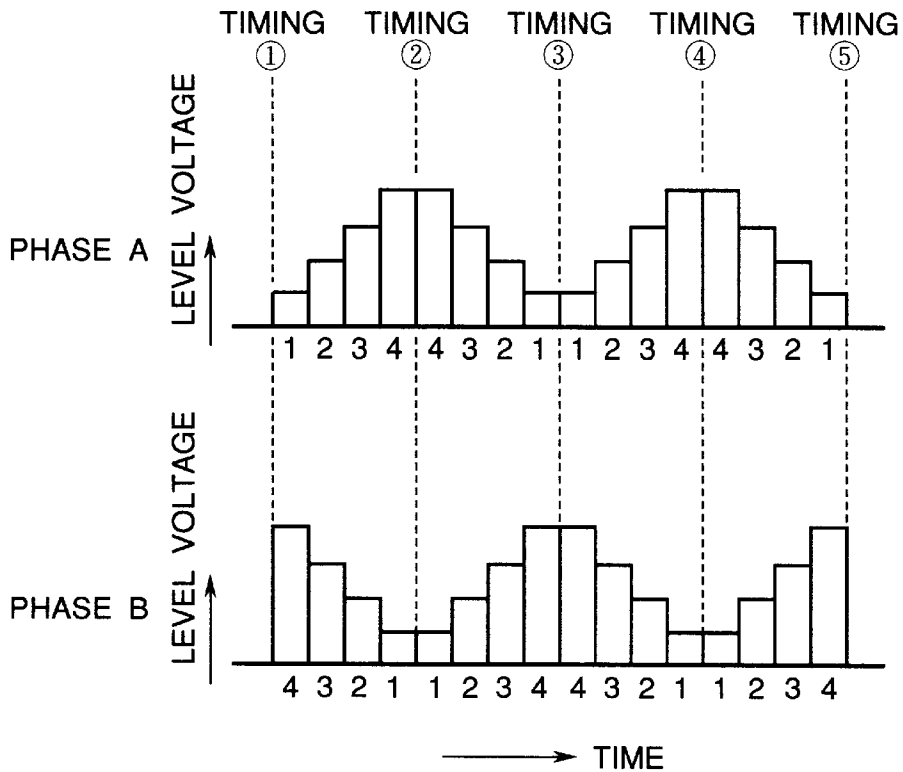 TIMING TIMING TIMING TIMING TIMING
① ② ③ ④ ⑤
LEVEL VOLTAGE
PHASE A
1 2 3 4 4 3 2 1 1 2 3 4 4 3 2 1
LEVEL VOLTAGE
PHASE B
4 3 2 1 1 2 3 4 4 3 2 1 1 2 3 4
TIME